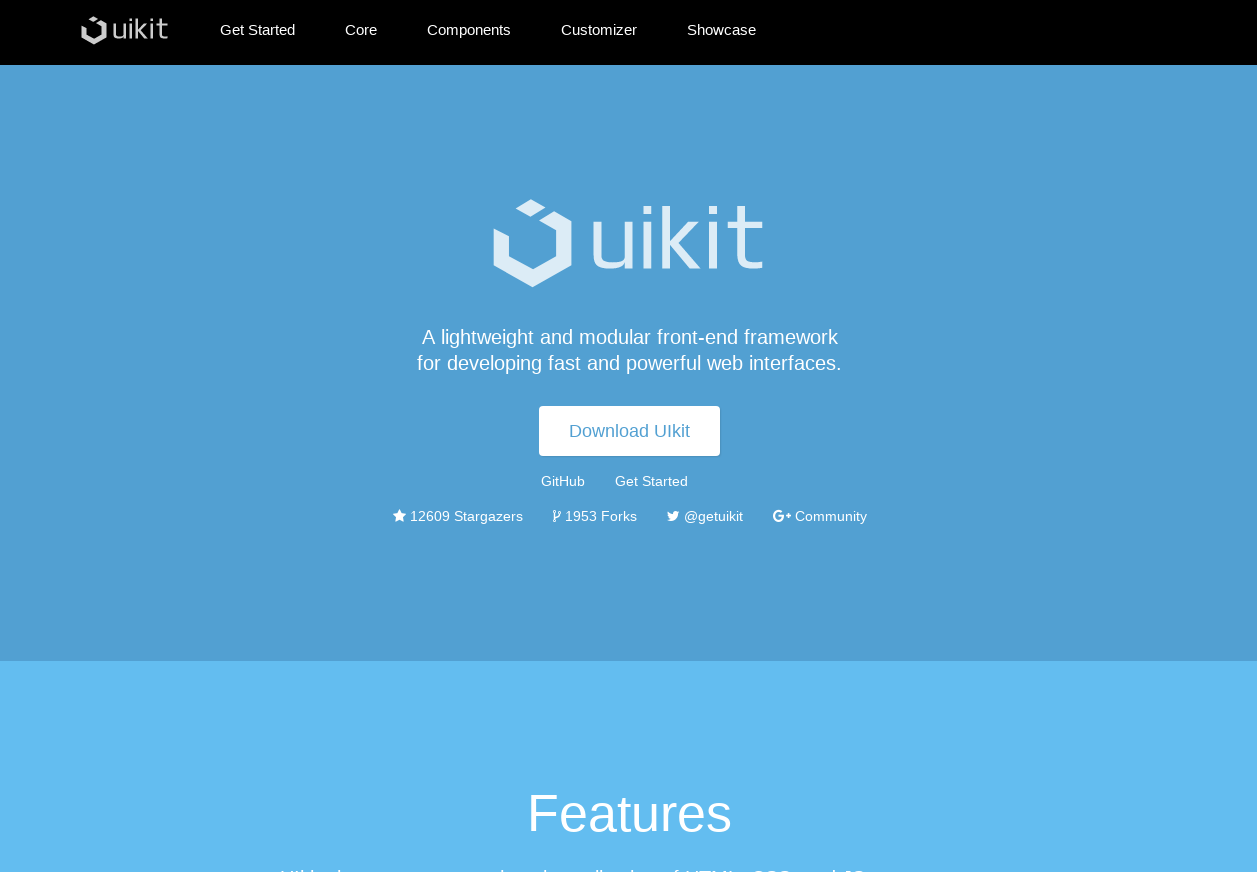 uikit
Get Started
Core
Components
Customizer
Showcase
uikit
A lightweight and modular front-end framework
for developing fast and powerful web interfaces.
Download UIkit
GitHub
Get Started
12609 Stargazers
1953 Forks
@getuikit
Community
Features